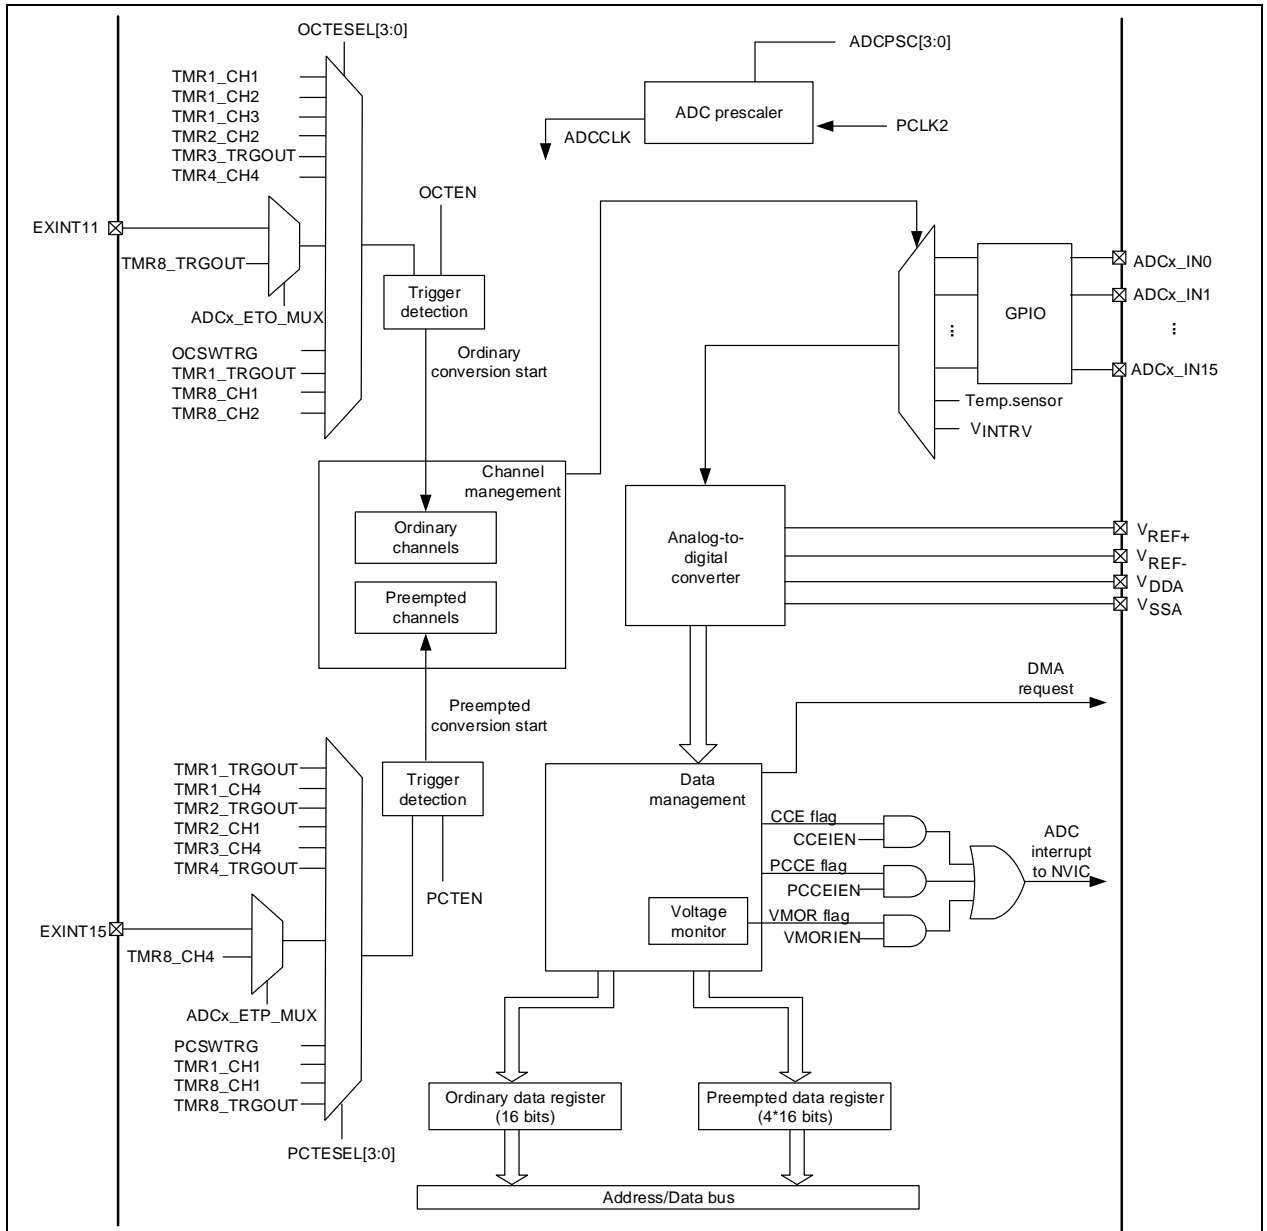 OCTESEL[3:0]
TMR1_CH1
TMR1_CH2
TMR1_CH3
TMR2_CH2
TMR3_TRGOUT
TMR4_CH4
EXINT11
TMR8_TRGOUT
ADCx_ETO_MUX
OCSWTRG
TMR1_TRGOUT
TMR8_CH1
TMR8_CH2
OCTEN
Trigger
detection
Ordinary
conversion start
ADCPSC[3:0]
ADC prescaler
ADCCLK
PCLK2
GPIO
ADCx_IN0
ADCx_IN1
...
...
ADCx_IN15
Temp.sensor
VINTRV
Channel
manegement
Ordinary
channels
Preempted
channels
Analog-to-
digital
converter
VREF+
VREF-
VDDA
VSSA
Preempted
conversion start
DMA
request
TMR1_TRGOUT
TMR1_CH4
TMR2_TRGOUT
TMR2_CH1
TMR3_CH4
TMR4_TRGOUT
Trigger
detection
PCTEN
EXINT15
TMR8_CH4
ADCx_ETP_MUX
PCSWTRG
TMR1_CH1
TMR8_CH1
TMR8_TRGOUT
PCTESEL[3:0]
Data
management
CCE flag
CCEIEN
PCCE flag
PCCEIEN
Voltage
monitor
VMOR flag
VMORIEN
ADC
interrupt
to NVIC
Ordinary data register
(16 bits)
Preempted data register
(4*16 bits)
Address/Data bus